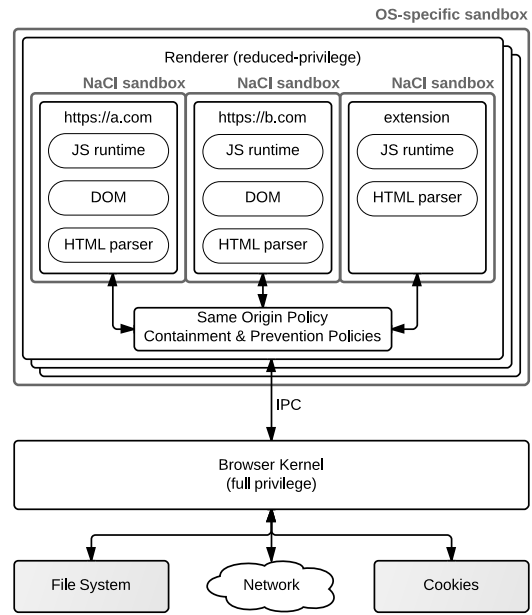 OS-specific sandbox
Renderer (reduced-privilege)
NaCl sandbox
NaCl sandbox
NaCl sandbox
https://a.com
JS runtime
DOM
HTML parser
https://b.com
JS runtime
DOM
HTML parser
extension
JS runtime
HTML parser
Same Origin Policy
Containment & Prevention Policies
IPC
Browser Kernel
(full privilege)
File System
Network
Cookies